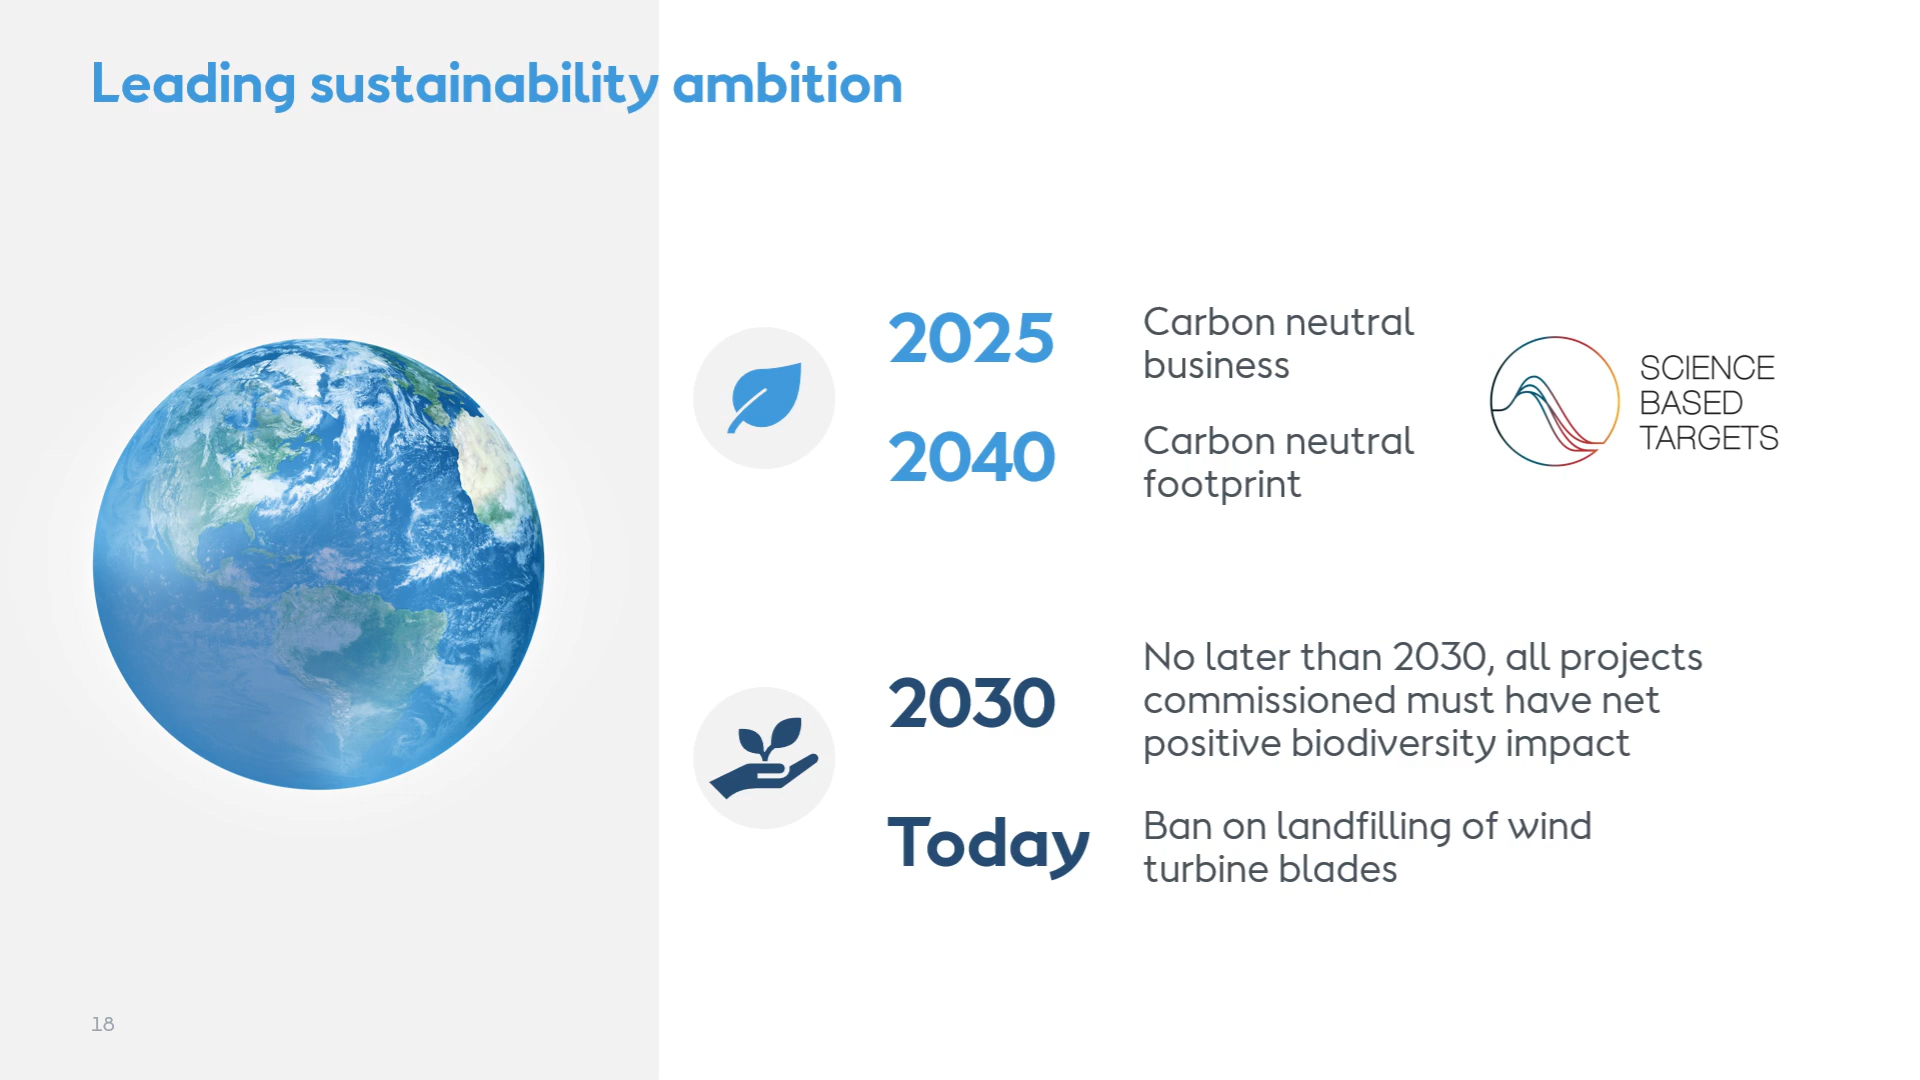 Leading sustainability ambition
2025
Carbon neutral
business
2040
Carbon neutral
footprint
SCIENCE
BASED
TARGETS
2030
No later than 2030, all projects
commissioned must have net
positive biodiversity impact
Today
Ban on landfilling of wind
turbine blades
18